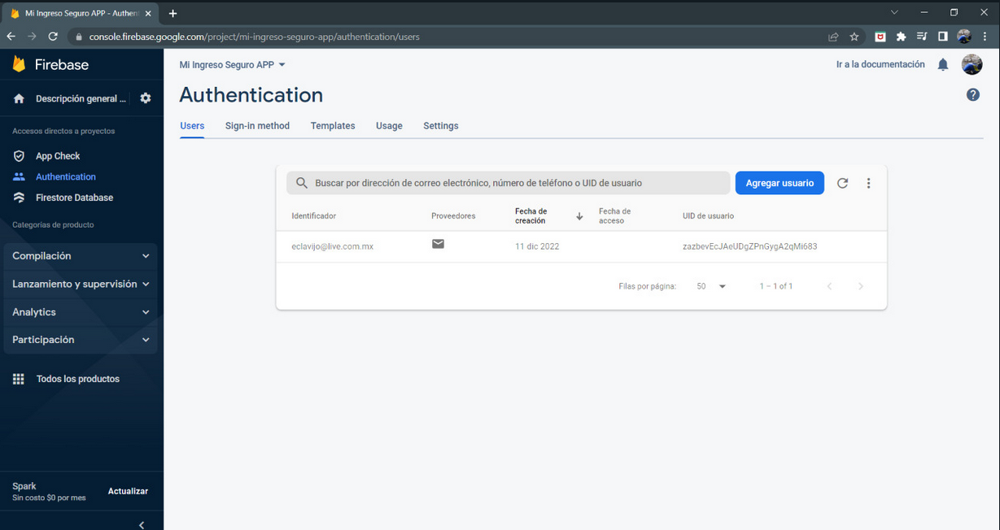 Mi Ingreso Seguro APP - Authent
console.firebase.google.com/project/mi-ingreso-seguro-app/authentication/users
Firebase
Mi Ingreso Seguro APP
Ir a la documentación
Descripción general ...
Authentication
Accesos directos a proyectos
Users Sign-in method Templates Usage Settings
App Check
Authentication
Firestore Database
Categorías de producto
Compilación
Lanzamiento y supervisión
Analytics
Participación
Todos los productos
Spark
Sin costo $0 por mes
Actualizar
Buscar por dirección de correo electrónico, número de teléfono o UID de usuario
Agregar usuario
Identificador Proveedores Fecha de creación Fecha de acceso UID de usuario
eclavijo@live.com.mx 11 dic 2022 zazbevEcJAeUDgZPnGygA2qMi683
Filas por página: 50 1 – 1 of 1